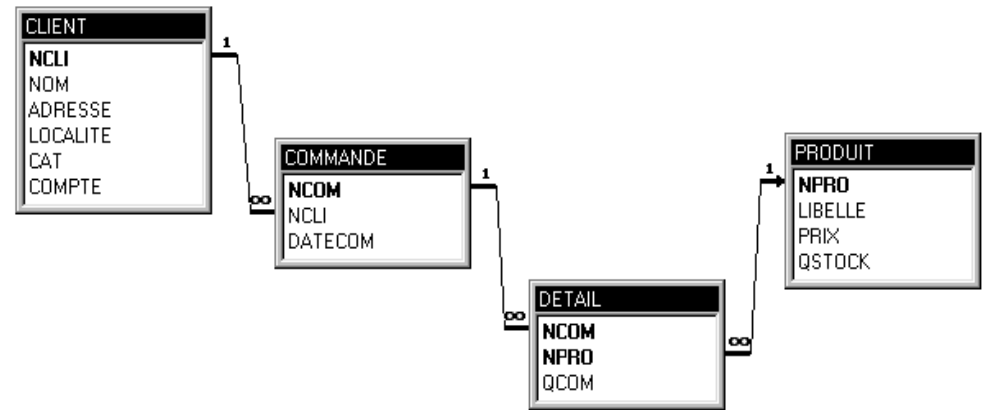 CLIENT
NCLI
NOM
ADRESSE
LOCALITE
CAT
COMPTE
1
∞
COMMANDE
NCOM
NCLI
DATECOM
1
∞
DETAIL
NCOM
NPRO
QCOM
∞
1
PRODUIT
NPRO
LIBELLE
PRIX
QSTOCK